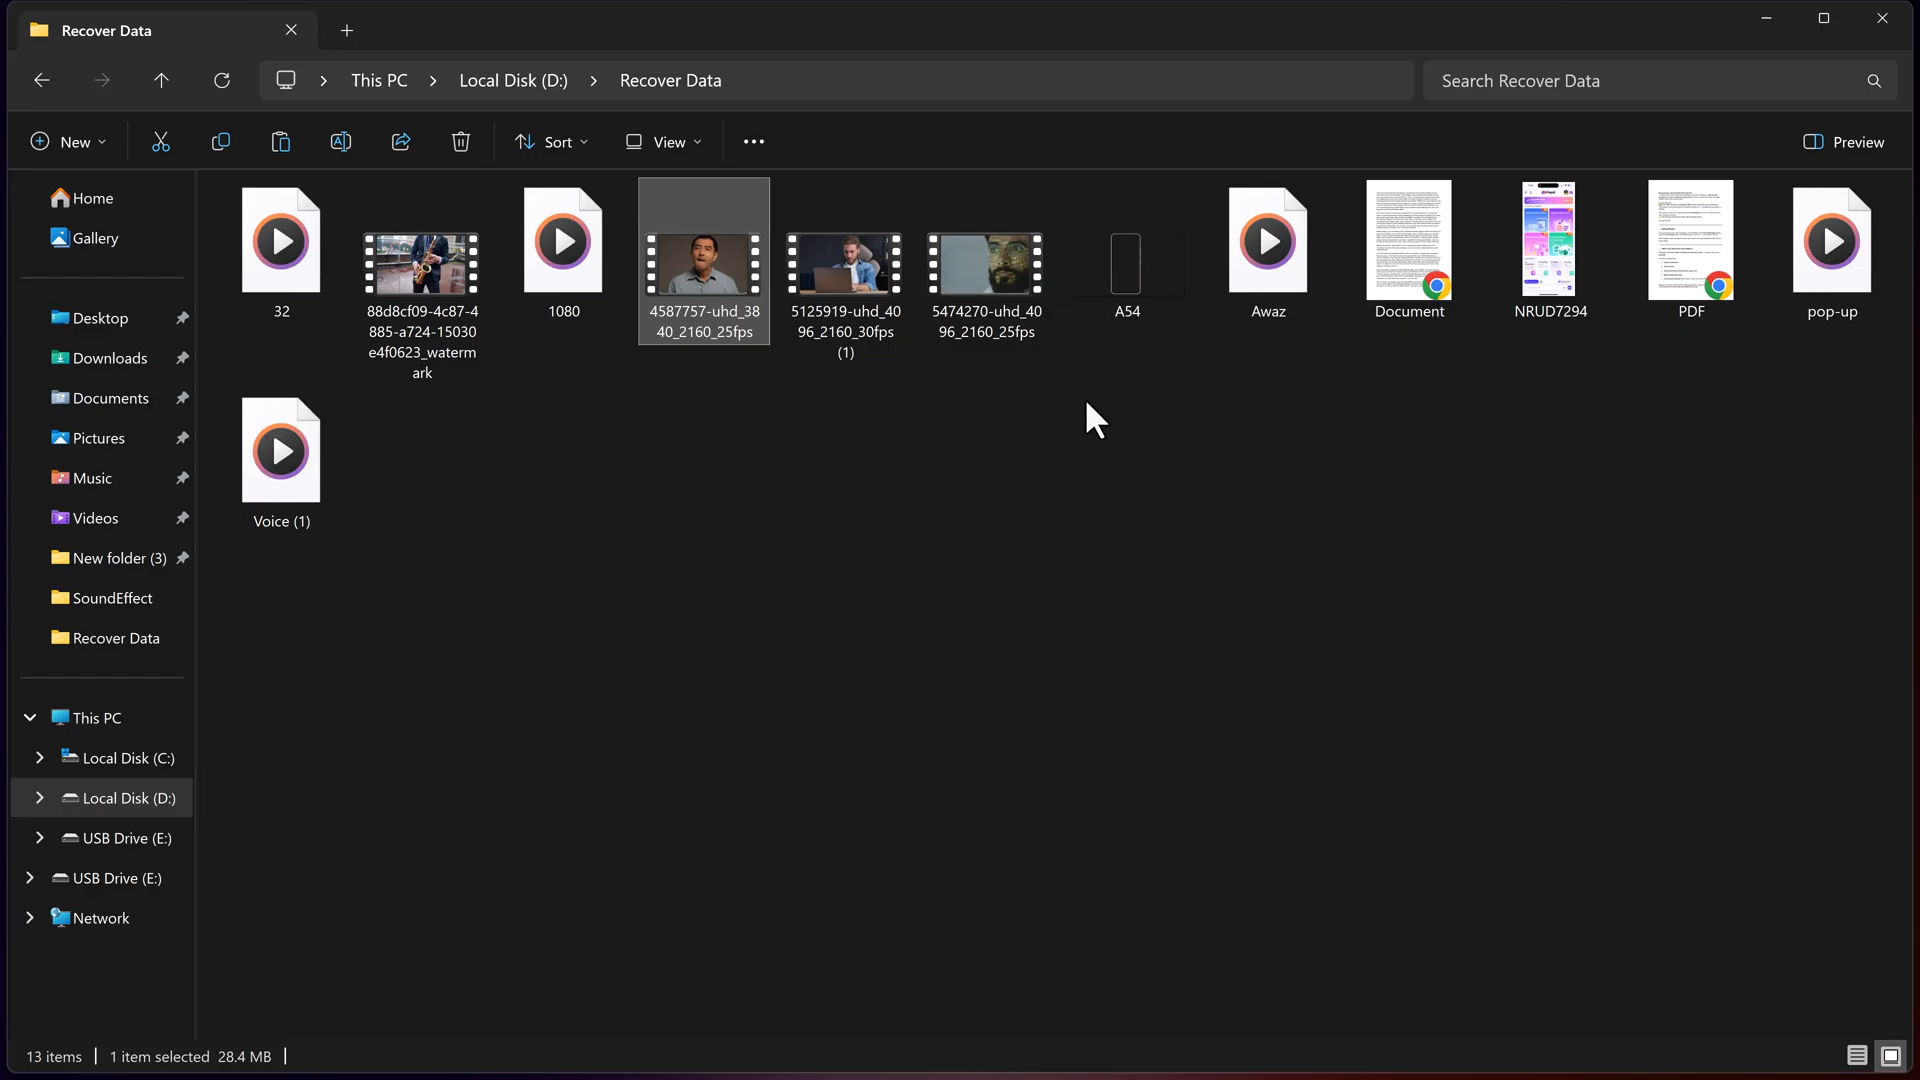 Recover Data
This PC
Local Disk (D:)
Recover Data
Search Recover Data
New
Sort
View
Preview
Home
Gallery
Desktop
Downloads
Documents
Pictures
Music
Videos
New folder (3)
SoundEffect
Recover Data
This PC
Local Disk (C:)
Local Disk (D:)
USB Drive (E:)
USB Drive (E:)
Network
32
88d8cf09-4c87-4
885-a724-15030
e4f0623_waterm
ark
1080
4587757-uhd_38
40_2160_25fps
5125919-uhd_40
96_2160_30fps
(1)
5474270-uhd_40
96_2160_25fps
A54
Awaz
Document
NRUD7294
PDF
pop-up
Voice (1)
13 items
1 item selected 28.4 MB